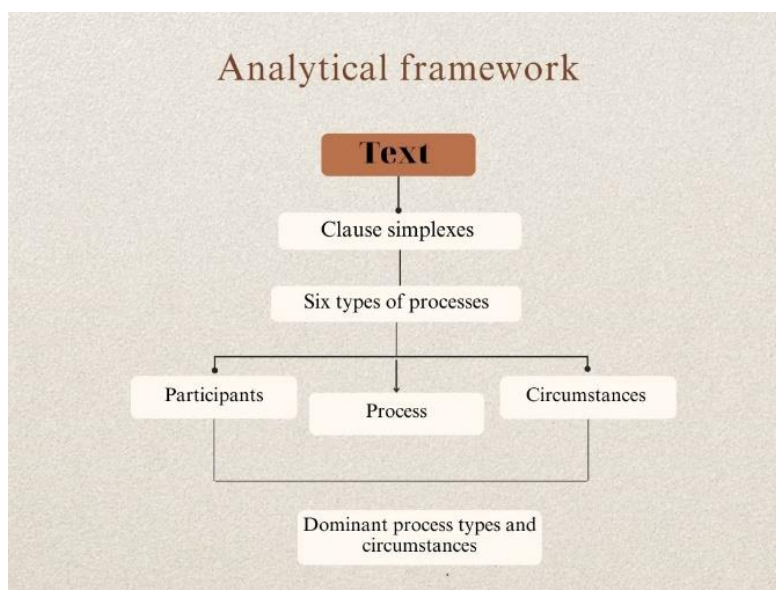 Analytical framework
Text
Clause simplexes
Six types of processes
Participants
Process
Circumstances
Dominant process types and
circumstances